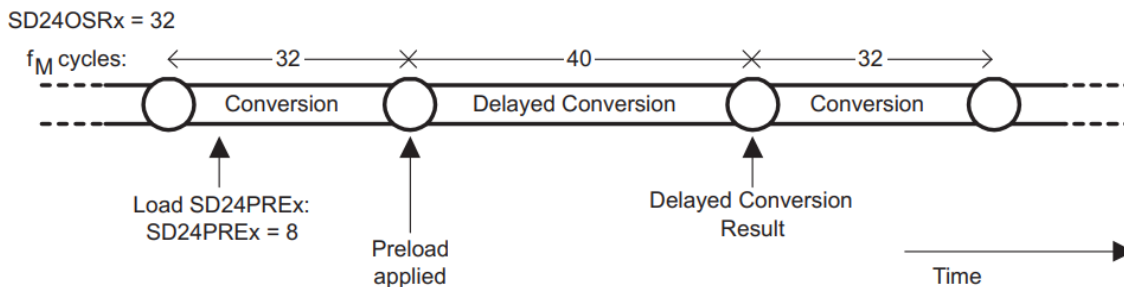 SD24OSRx = 32
fM cycles: 32 40 32
Conversion Delayed Conversion Conversion
Load SD24PREx:
SD24PREx = 8
Preload
applied
Delayed Conversion
Result
Time